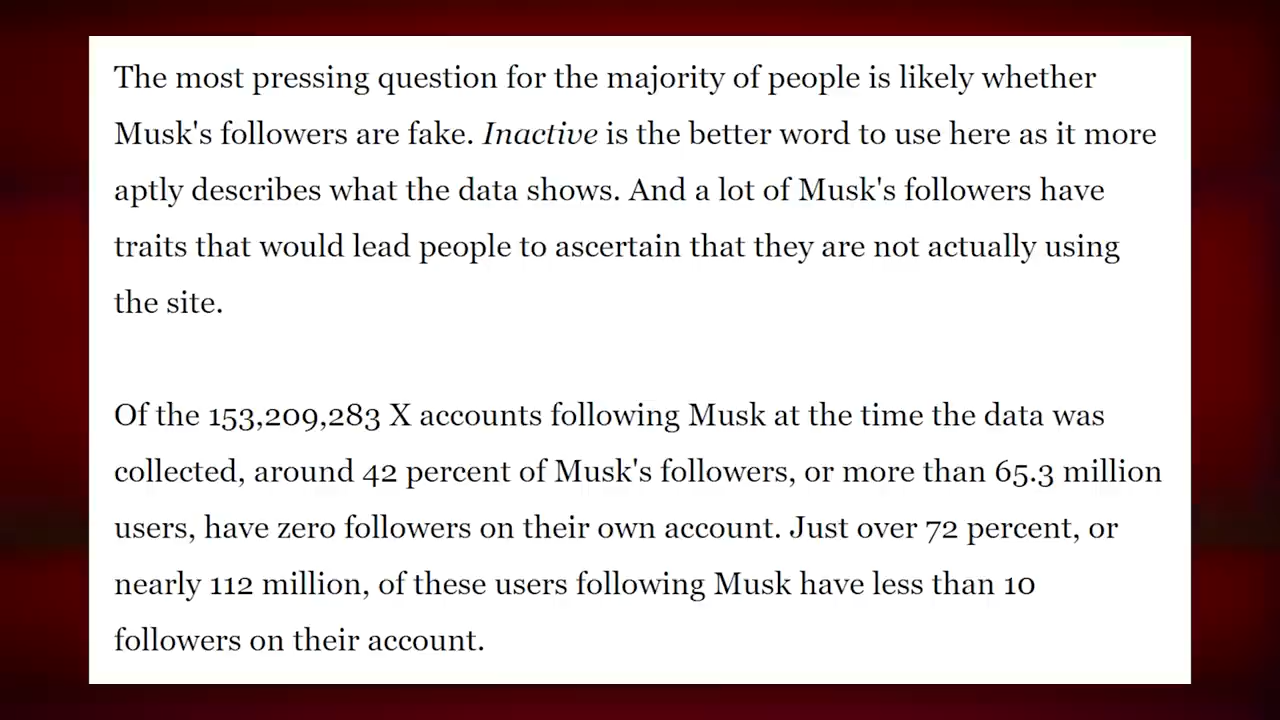 The most pressing question for the majority of people is likely whether
Musk's followers are fake. Inactive is the better word to use here as it more
aptly describes what the data shows. And a lot of Musk's followers have
traits that would lead people to ascertain that they are not actually using
the site.
Of the 153,209,283 X accounts following Musk at the time the data was
collected, around 42 percent of Musk's followers, or more than 65.3 million
users, have zero followers on their own account. Just over 72 percent, or
nearly 112 million, of these users following Musk have less than 10
followers on their account.